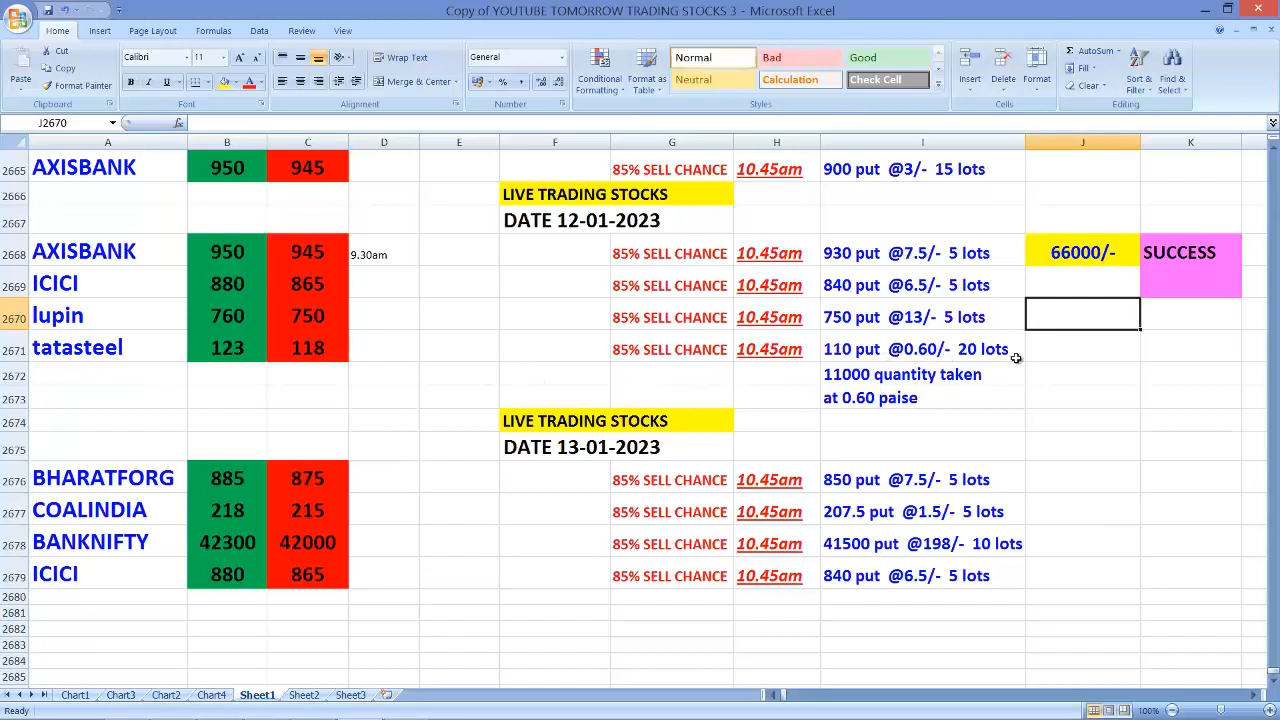 Copy of YOUTUBE TOMORROW TRADING STOCKS 3 - Microsoft Excel
Home Insert Page Layout Formulas Data Review View
Paste Cut Copy Format Painter Clipboard
Calibri 11 B I U A A A Font
Wrap Text Merge & Center Alignment
General % , Number
Conditional Formatting Format as Table Normal Bad Good Neutral Calculation Check Cell Styles
Insert Delete Format Cells
AutoSum Fill Clear Sort & Filter Find & Select Editing
J2670 fx
A B C D E F G H I J K
2665 AXISBANK 950 945 85% SELL CHANCE 10.45am 900 put @3/- 15 lots
2666 LIVE TRADING STOCKS
2667 DATE 12-01-2023
2668 AXISBANK 950 945 9.30am 85% SELL CHANCE 10.45am 930 put @7.5/- 5 lots 66000/- SUCCESS
2669 ICICI 880 865 85% SELL CHANCE 10.45am 840 put @6.5/- 5 lots
2670 lupin 760 750 85% SELL CHANCE 10.45am 750 put @13/- 5 lots
2671 tatasteel 123 118 85% SELL CHANCE 10.45am 110 put @0.60/- 20 lots
2672 11000 quantity taken
2673 at 0.60 paise
2674 LIVE TRADING STOCKS
2675 DATE 13-01-2023
2676 BHARATFORG 885 875 85% SELL CHANCE 10.45am 850 put @7.5/- 5 lots
2677 COALINDIA 218 215 85% SELL CHANCE 10.45am 207.5 put @1.5/- 5 lots
2678 BANKNIFTY 42300 42000 85% SELL CHANCE 10.45am 41500 put @198/- 10 lots
2679 ICICI 880 865 85% SELL CHANCE 10.45am 840 put @6.5/- 5 lots
2680
2681
2682
2683
2684
2685
Chart1 Chart3 Chart2 Chart4 Sheet1 Sheet2 Sheet3
Ready 100%